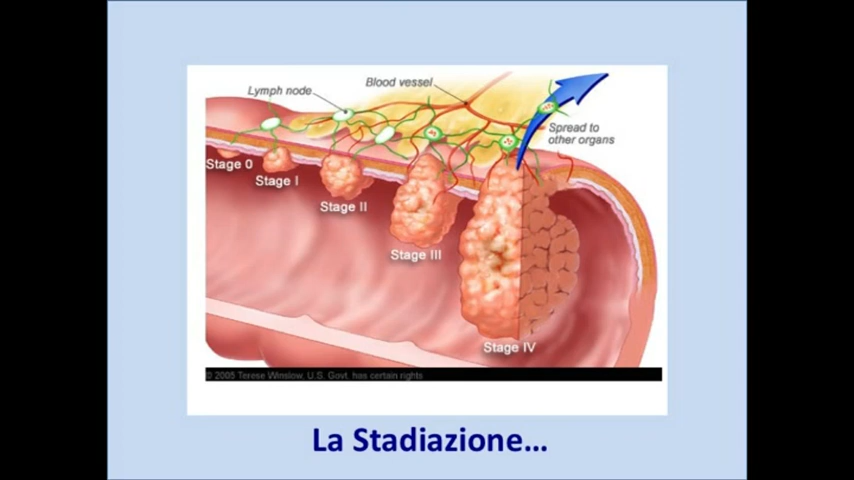 Lymph node
Blood vessel
Spread to
other organs
Stage 0
Stage I
Stage II
Stage III
Stage IV
© 2005 Terese Winslow, U.S. Govt. has certain rights
La Stadiazione...